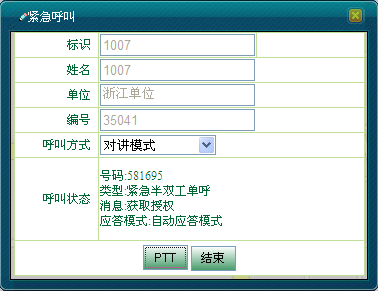 紧急呼叫
标识 1007
姓名 1007
单位 浙江单位
编号 35041
呼叫方式 对讲模式
呼叫状态
号码:581695
类型:紧急半双工单呼
消息:获取授权
应答模式:自动应答模式
PTT 结束